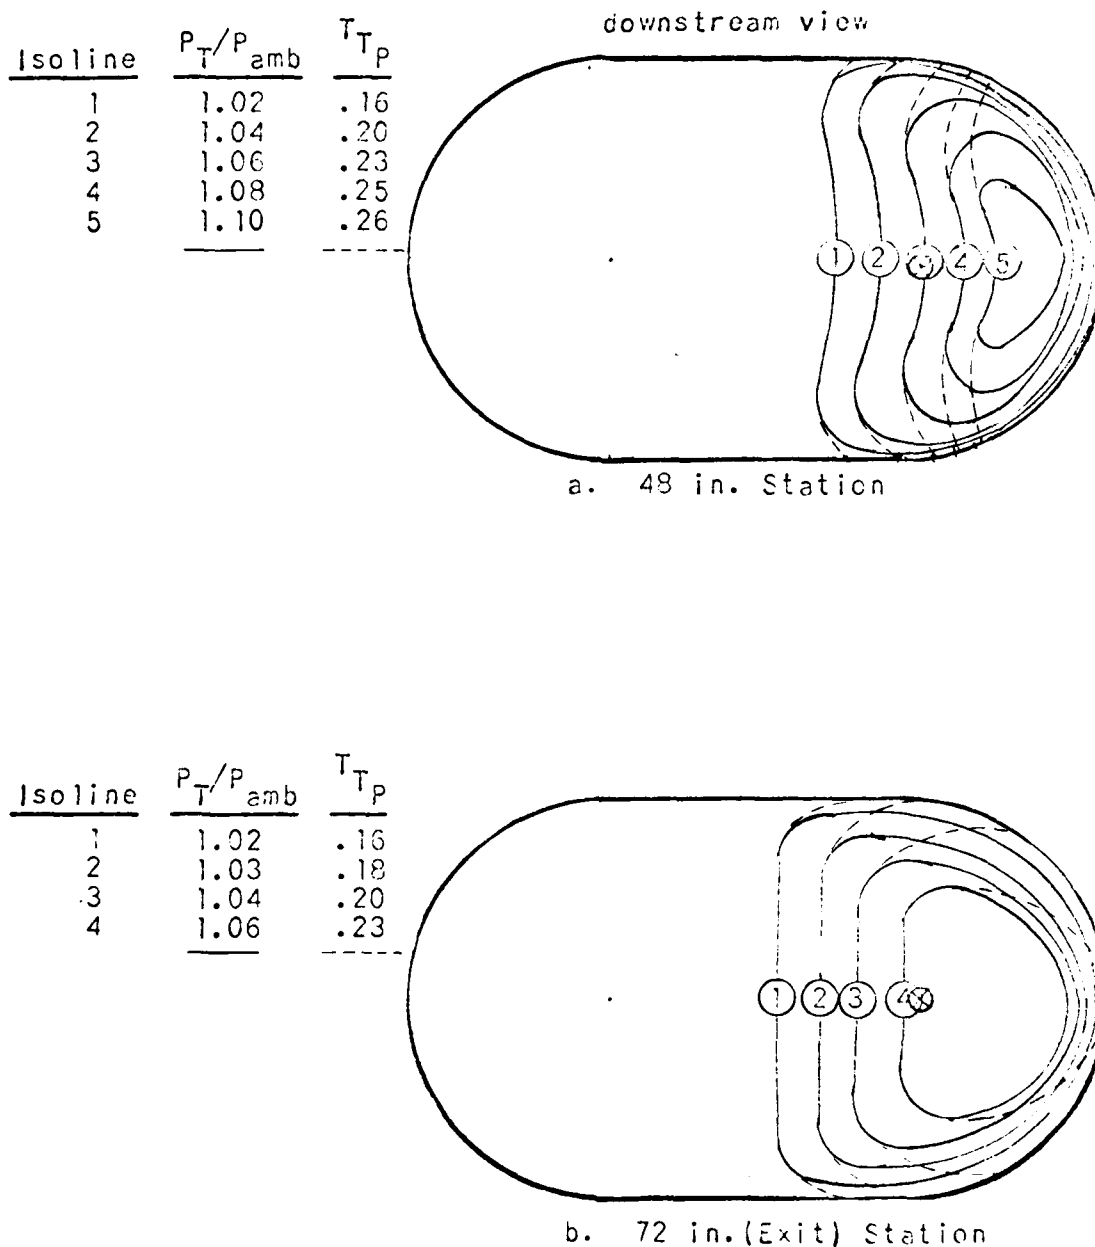 downstream view
Isoline P_T/P_amb T_T_P
1 1.02 .16
2 1.04 .20
3 1.06 .23
4 1.08 .25
5 1.10 .26
1 2 3 4 5
a. 48 in. Station
Isoline P_T/P_amb T_T_P
1 1.02 .16
2 1.03 .18
3 1.04 .20
4 1.06 .23
1 2 3 4
b. 72 in.(Exit) Station